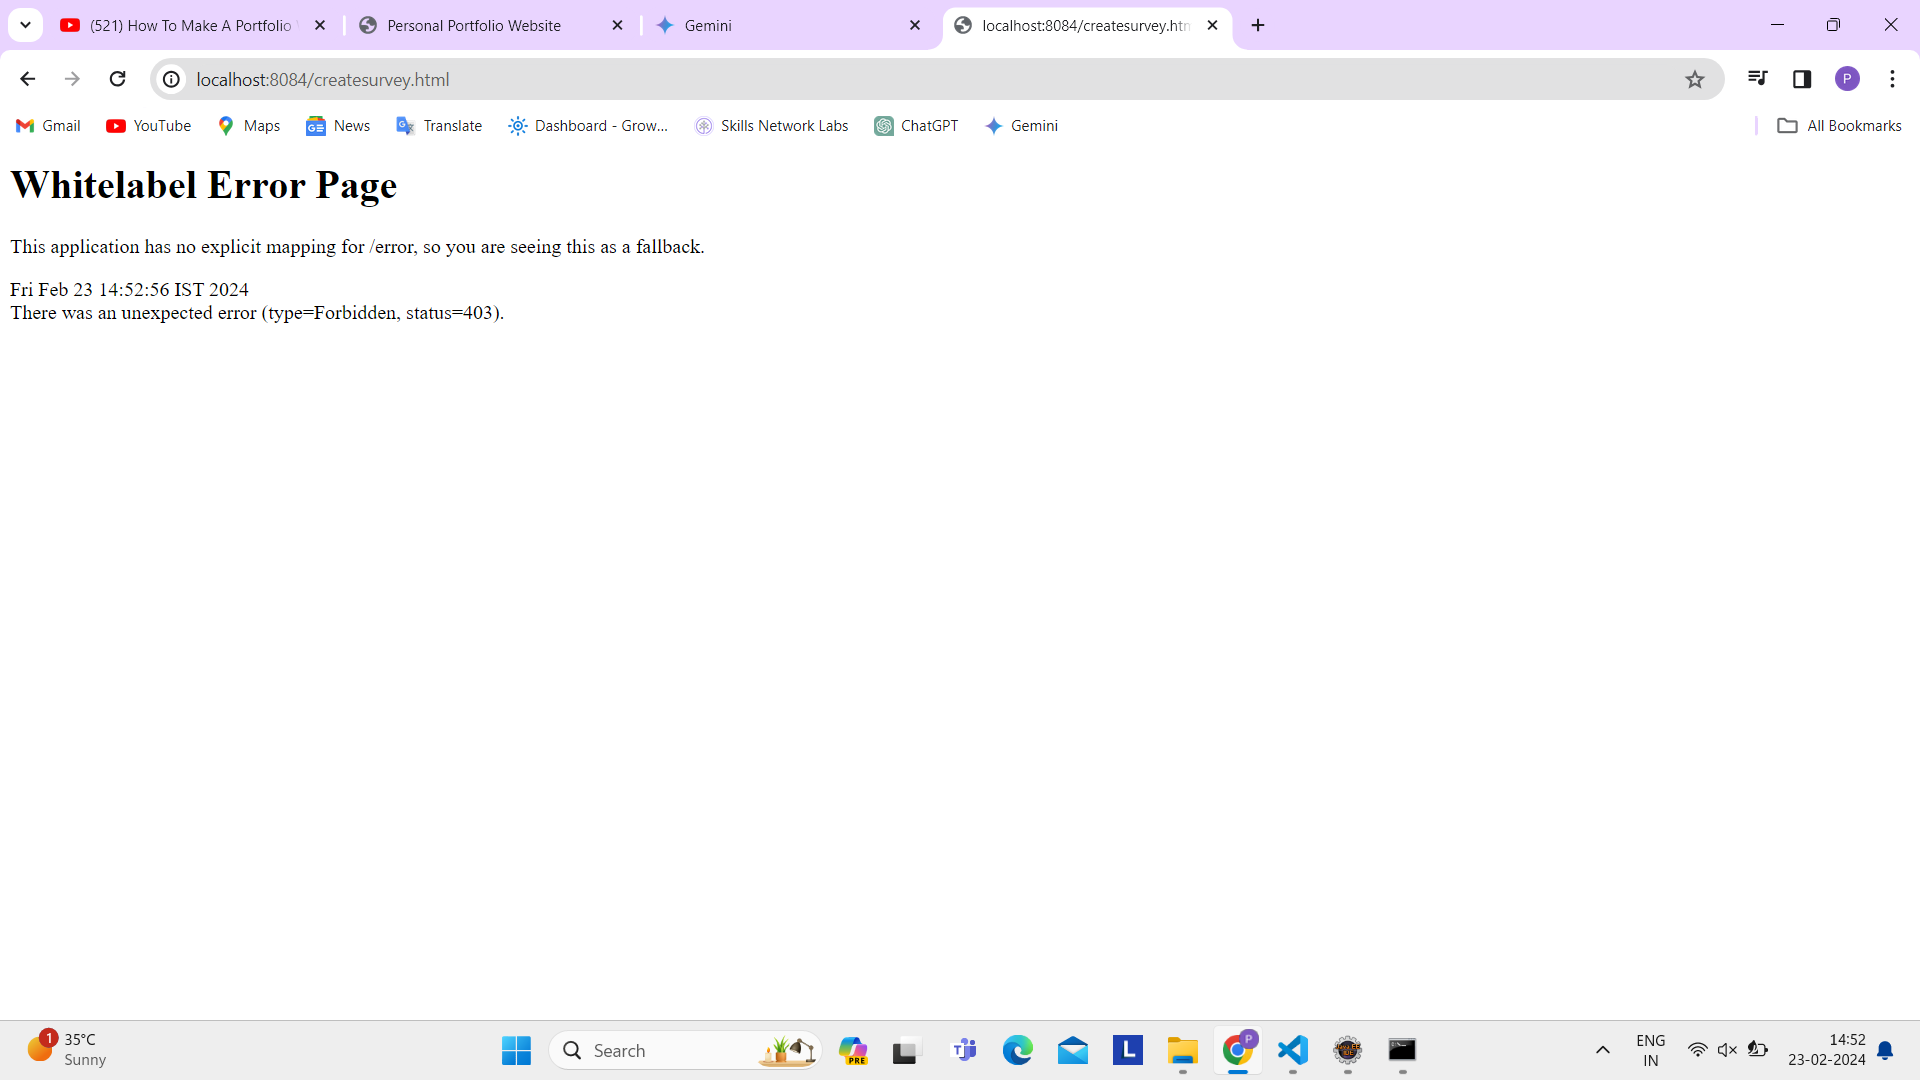 (521) How To Make A Portfolio
Personal Portfolio Website
Gemini
localhost:8084/createsurvey.htn
localhost:8084/createsurvey.html
P
Gmail
YouTube
Maps
News
Translate
Dashboard - Grow...
Skills Network Labs
ChatGPT
Gemini
All Bookmarks
Whitelabel Error Page
This application has no explicit mapping for /error, so you are seeing this as a fallback.
Fri Feb 23 14:52:56 IST 2024
There was an unexpected error (type=Forbidden, status=403).
1
35°C
Sunny
Search
PRE
L
P
ENG
IN
14:52
23-02-2024